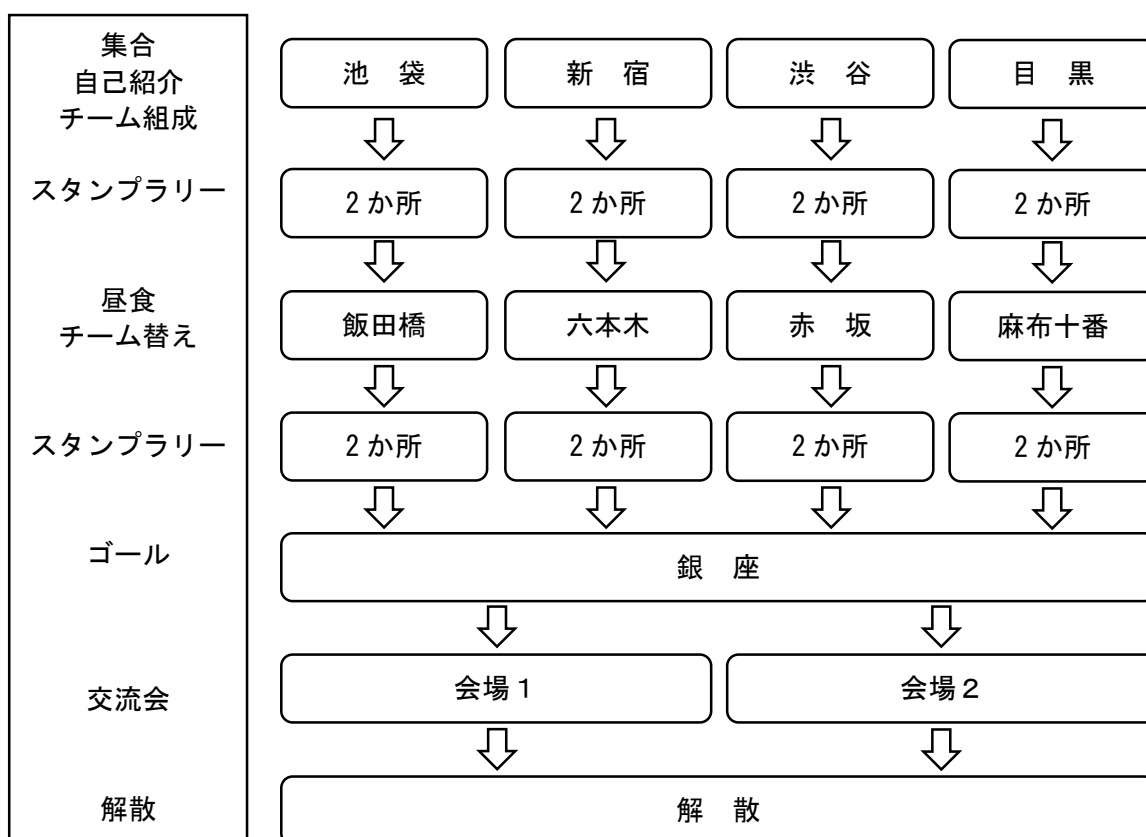 集合
自己紹介
チーム組成
池 袋
新 宿
渋 谷
目 黒
スタンプラリー
2か所
2か所
2か所
2か所
昼食
チーム替え
飯田橋
六本木
赤 坂
麻布十番
スタンプラリー
2か所
2か所
2か所
2か所
ゴール
銀 座
交流会
会場1
会場2
解散
解 散